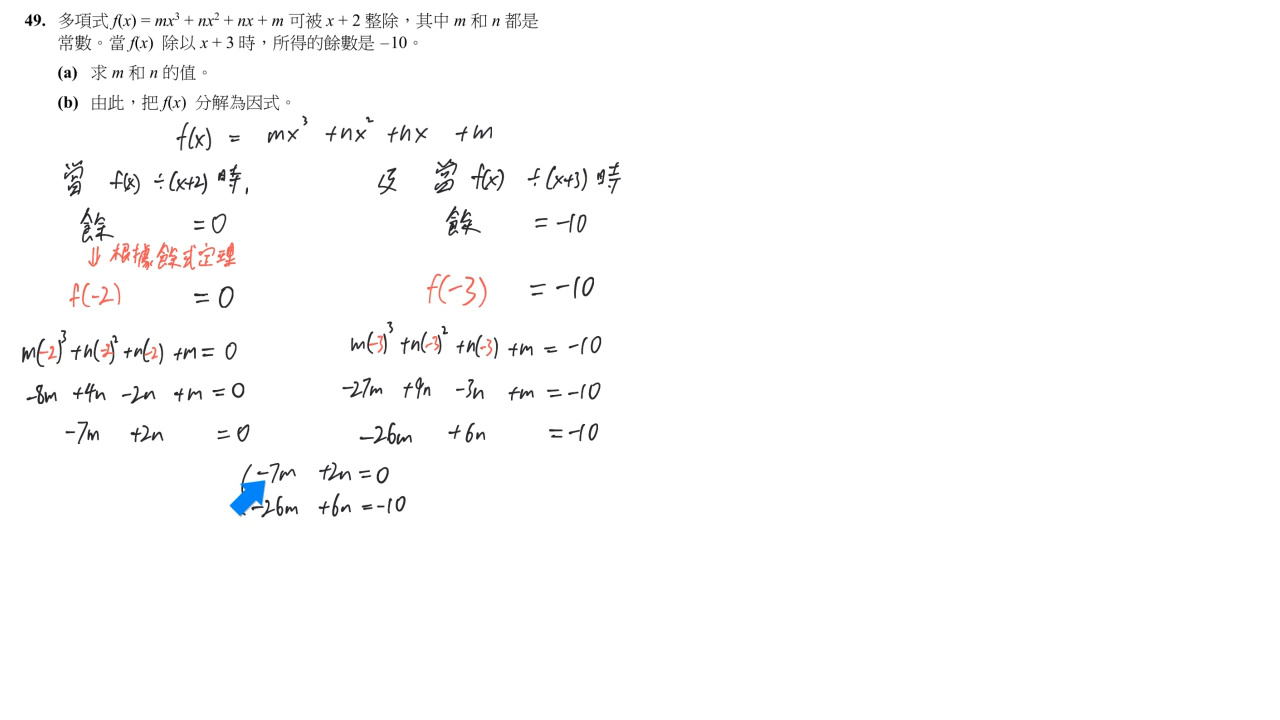 49. 多項式 f(x) = mx³ + nx² + nx + m 可被 x + 2 整除，其中 m 和 n 都是
常數。當 f(x) 除以 x + 3 時，所得的餘數是 –10。
(a) 求 m 和 n 的值。
(b) 由此，把 f(x) 分解為因式。
f(x) = mx³ +nx² +nx +m
當 f(x) ÷(x+2) 時, 及 當 f(x) ÷(x+3) 時
餘 =0 餘 = -10
⇓ 根據餘式定理
f(-2) = 0 f(-3) = -10
m(-2)³ +n(-2)² +n(-2) +m = 0 m(-3)³ +n(-3)² +n(-3) +m = -10
-8m +4n -2n +m = 0 -27m +9n -3n +m = -10
-7m +2n = 0 -26m +6n = -10
{ -7m +2n = 0
-26m +6n = -10